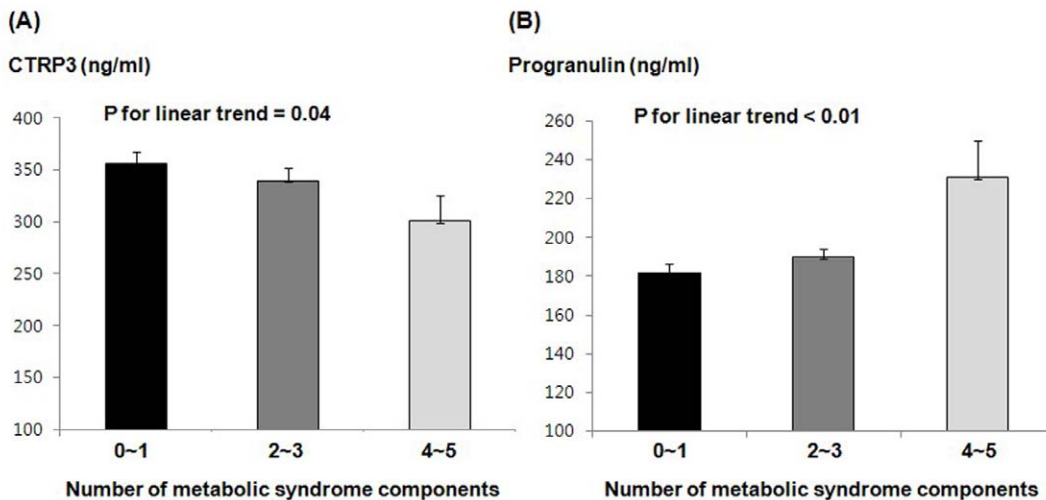 (A)
CTRP3 (ng/ml)
P for linear trend = 0.04
400
350
300
250
200
150
100
0~1
2~3
4~5
Number of metabolic syndrome components
(B)
Progranulin (ng/ml)
P for linear trend < 0.01
260
240
220
200
180
160
140
120
100
0~1
2~3
4~5
Number of metabolic syndrome components